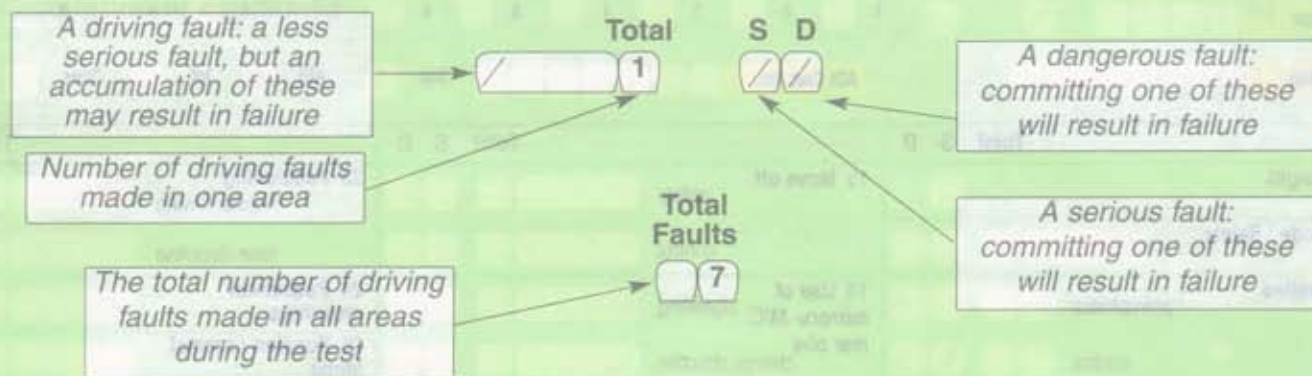 A driving fault: a less
serious fault, but an
accumulation of these
may result in failure
Total
S D
/
1
/ /
A dangerous fault:
committing one of these
will result in failure
Number of driving faults
made in one area
A serious fault:
committing one of these
will result in failure
Total
Faults
7
The total number of driving
faults made in all areas
during the test